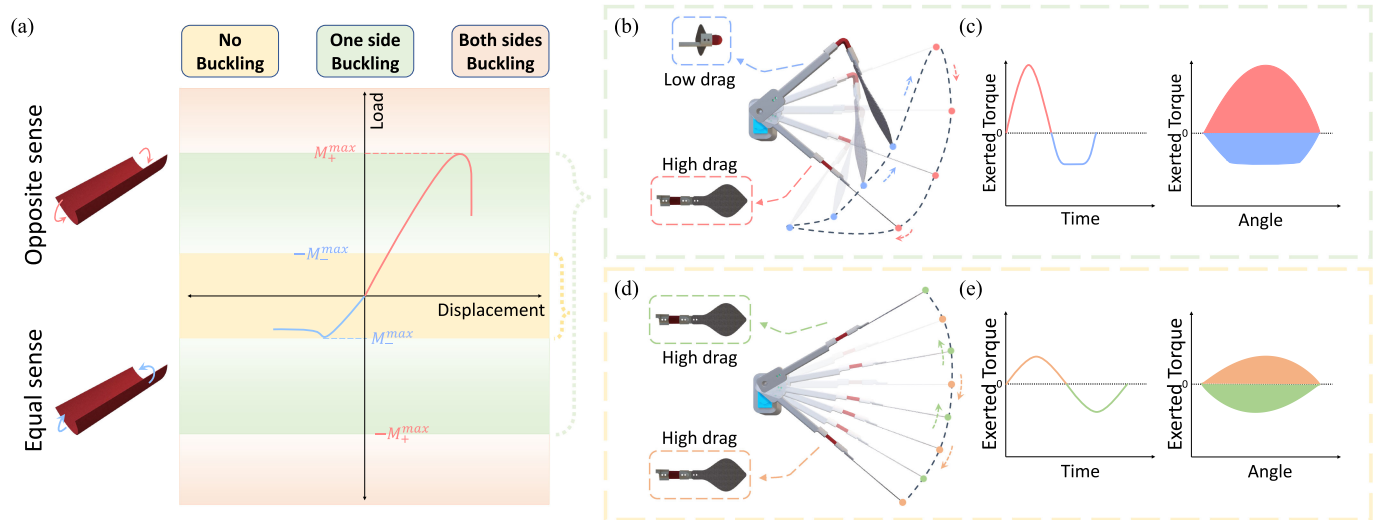 (a)
No
Buckling
One side
Buckling
Both sides
Buckling
Opposite sense
Equal sense
Load
Displacement
M₊ᵐᵃˣ
−M₋ᵐᵃˣ
M₋ᵐᵃˣ
−M₊ᵐᵃˣ
(b)
Low drag
High drag
(c)
Exerted Torque
0
Time
Exerted Torque
0
Angle
(d)
High drag
High drag
(e)
Exerted Torque
0
Time
Exerted Torque
0
Angle